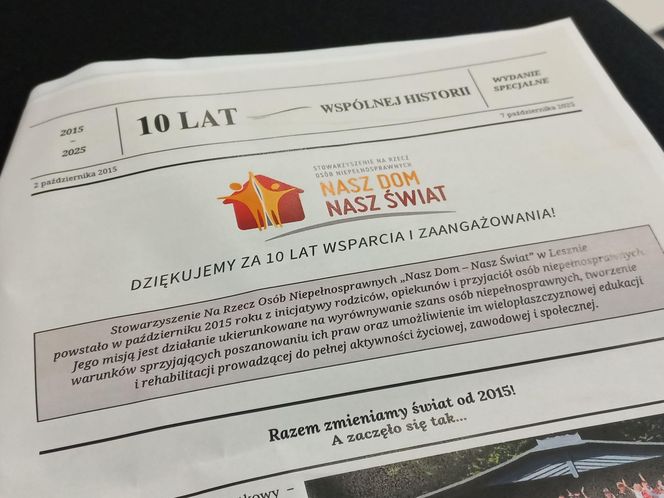 2015
–
2025
10 LAT
WSPÓLNEJ HISTORII
WYDANIE
SPECJALNE
2 października 2015
7 października 2025
STOWARZYSZENIE NA RZECZ
OSÓB NIEPEŁNOSPRAWNYCH
NASZ DOM
NASZ ŚWIAT
DZIĘKUJEMY ZA 10 LAT WSPARCIA I ZAANGAŻOWANIA!
Stowarzyszenie Na Rzecz Osób Niepełnosprawnych „Nasz Dom – Nasz Świat” w Lesznie
powstało w październiku 2015 roku z inicjatywy rodziców, opiekunów i przyjaciół osób niepełnosprawnych.
Jego misją jest działanie ukierunkowane na wyrównywanie szans osób niepełnosprawnych, tworzenie
warunków sprzyjających poszanowaniu ich praw oraz umożliwienie im wielopłaszczyznowej edukacji
i rehabilitacji prowadzącej do pełnej aktywności życiowej, zawodowej i społecznej.
Razem zmieniamy świat od 2015!
A zaczęło się tak...